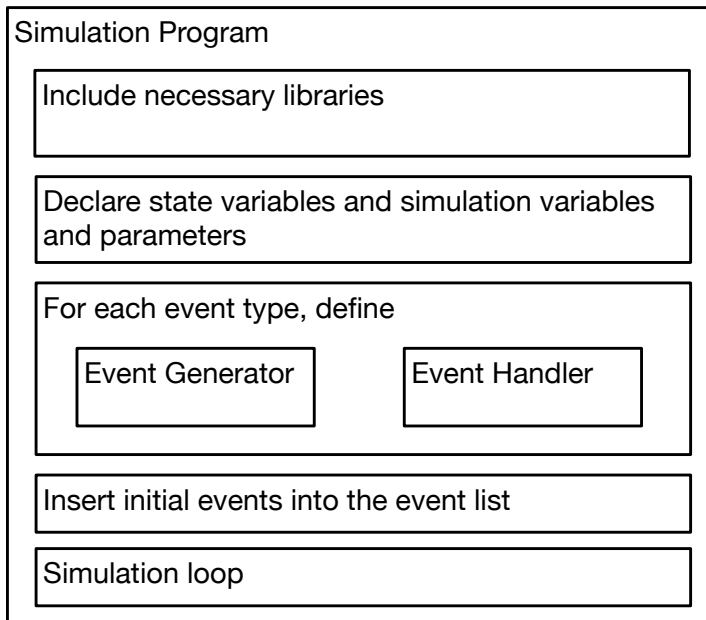 Simulation Program
Include necessary libraries
Declare state variables and simulation variables
and parameters
For each event type, define
Event Generator
Event Handler
Insert initial events into the event list
Simulation loop